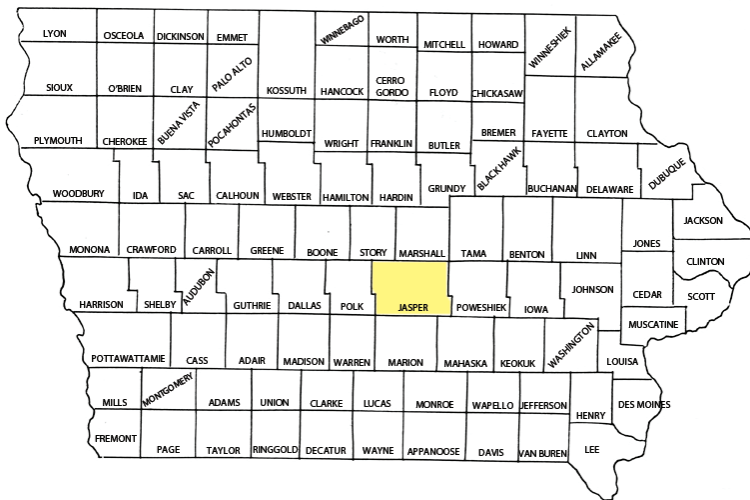 LYON OSCEOLA DICKINSON EMMET WINNEBAGO WORTH MITCHELL HOWARD WINNESHIEK ALLAMAKEE
SIOUX O'BRIEN CLAY PALO ALTO KOSSUTH HANCOCK CERRO GORDO FLOYD CHICKASAW
PLYMOUTH CHEROKEE BUENA VISTA POCAHONTAS HUMBOLDT WRIGHT FRANKLIN BUTLER BREMER FAYETTE CLAYTON
WOODBURY IDA SAC CALHOUN WEBSTER HAMILTON HARDIN GRUNDY BLACK HAWK BUCHANAN DELAWARE DUBUQUE
MONONA CRAWFORD CARROLL GREENE BOONE STORY MARSHALL TAMA BENTON LINN JONES JACKSON
CLINTON
HARRISON SHELBY AUDUBON GUTHRIE DALLAS POLK JASPER POWESHIEK IOWA JOHNSON CEDAR SCOTT
MUSCATINE
POTTAWATTAMIE CASS ADAIR MADISON WARREN MARION MAHASKA KEOKUK WASHINGTON LOUISA
MILLS MONTGOMERY ADAMS UNION CLARKE LUCAS MONROE WAPELLO JEFFERSON HENRY DES MOINES
FREMONT PAGE TAYLOR RINGGOLD DECATUR WAYNE APPANOOSE DAVIS VAN BUREN LEE